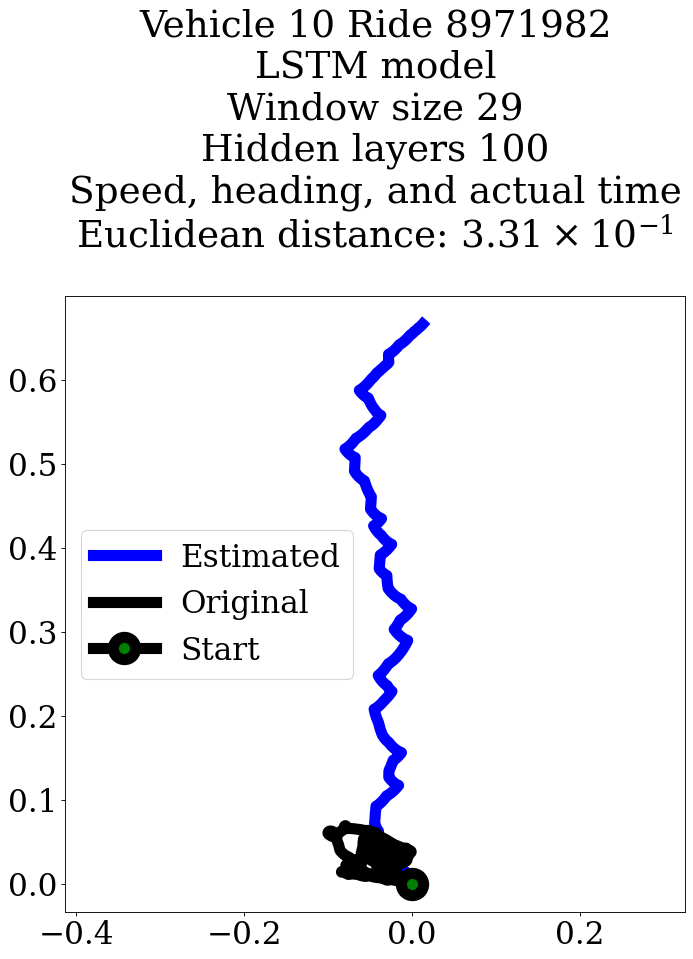 Vehicle 10 Ride 8971982
LSTM model
Window size 29
Hidden layers 100
Speed, heading, and actual time
Euclidean distance: 3.31 × 10⁻¹
0.6
0.5
0.4
0.3
0.2
0.1
0.0
Estimated
Original
Start
−0.4 −0.2 0.0 0.2